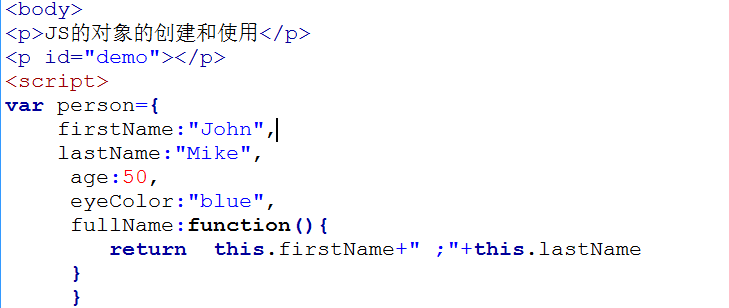 <body>
<p>JS的对象的创建和使用</p>
<p id="demo"></p>
<script>
var person={
    firstName:"John",
    lastName:"Mike",
     age:50,
     eyeColor:"blue",
     fullName:function(){
        return  this.firstName+" ;"+this.lastName
     }
     }